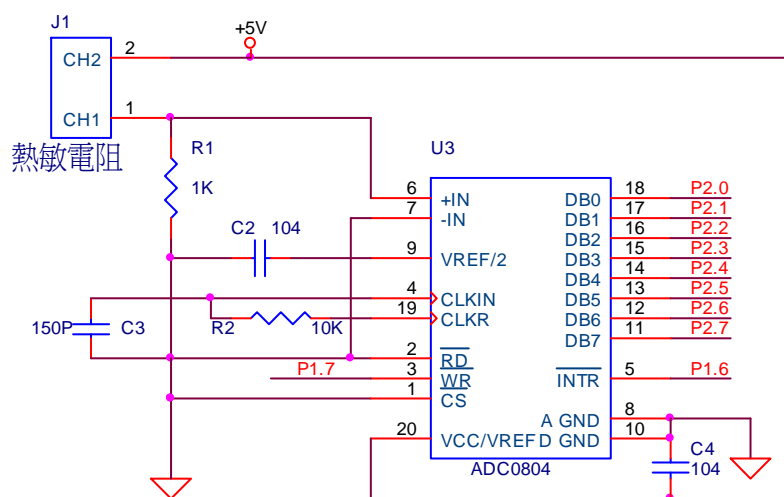 J1
+5V
CH2
2
CH1
1
熱敏電阻
R1
1K
U3
6
+IN
DB0
18
P2.0
7
-IN
DB1
17
P2.1
DB2
16
P2.2
C2
104
9
VREF/2
DB3
15
P2.3
DB4
14
P2.4
4
CLKIN
DB5
13
P2.5
150P
C3
R2
10K
19
CLKR
DB6
12
P2.6
DB7
11
P2.7
2
RD
P1.7
3
WR
INTR
5
P1.6
1
CS
A GND
8
20
VCC/VREF
D GND
10
ADC0804
C4
104